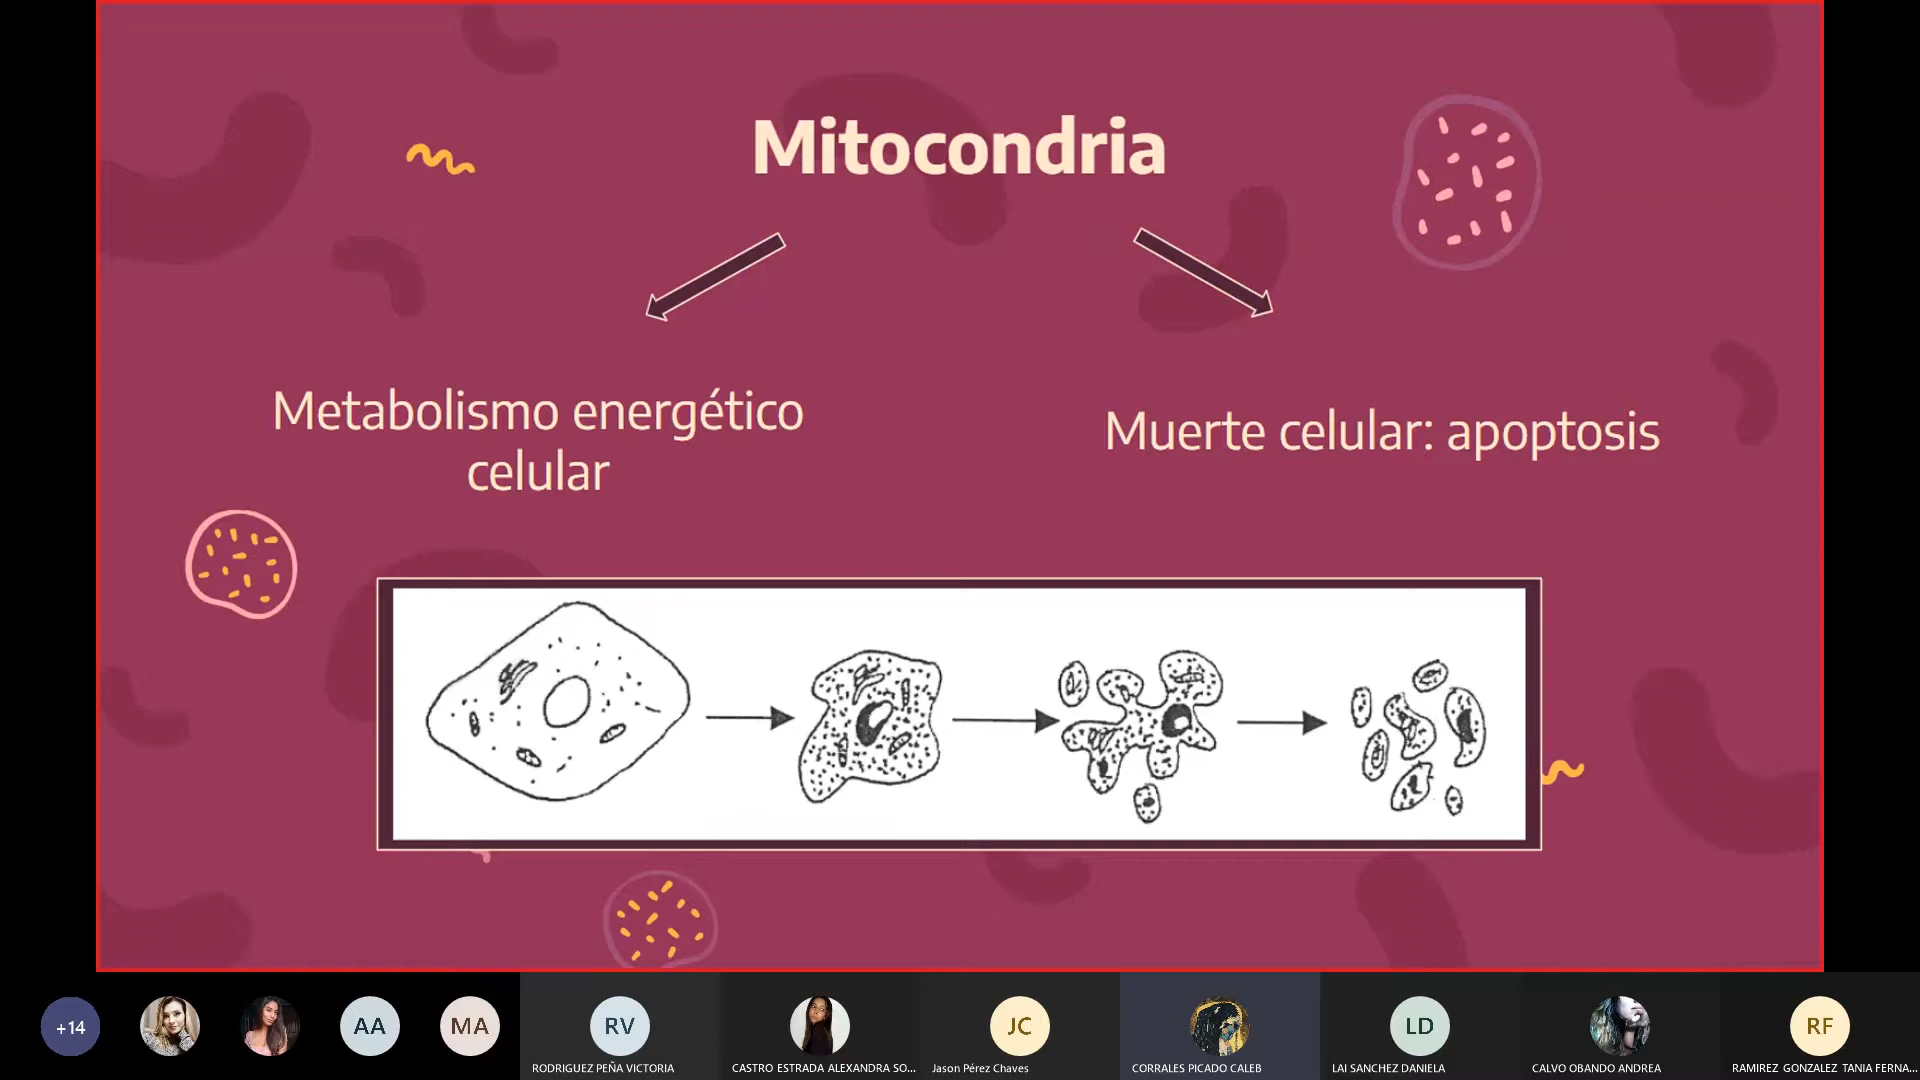 Mitocondria
Metabolismo energético
celular
Muerte celular: apoptosis
+14
AA
MA
RV
JC
LD
RF
RODRIGUEZ PEÑA VICTORIA
CASTRO ESTRADA ALEXANDRA SO...
Jason Pérez Chaves
CORRALES PICADO CALEB
LAI SANCHEZ DANIELA
CALVO OBANDO ANDREA
RAMIREZ GONZALEZ TANIA FERNA...